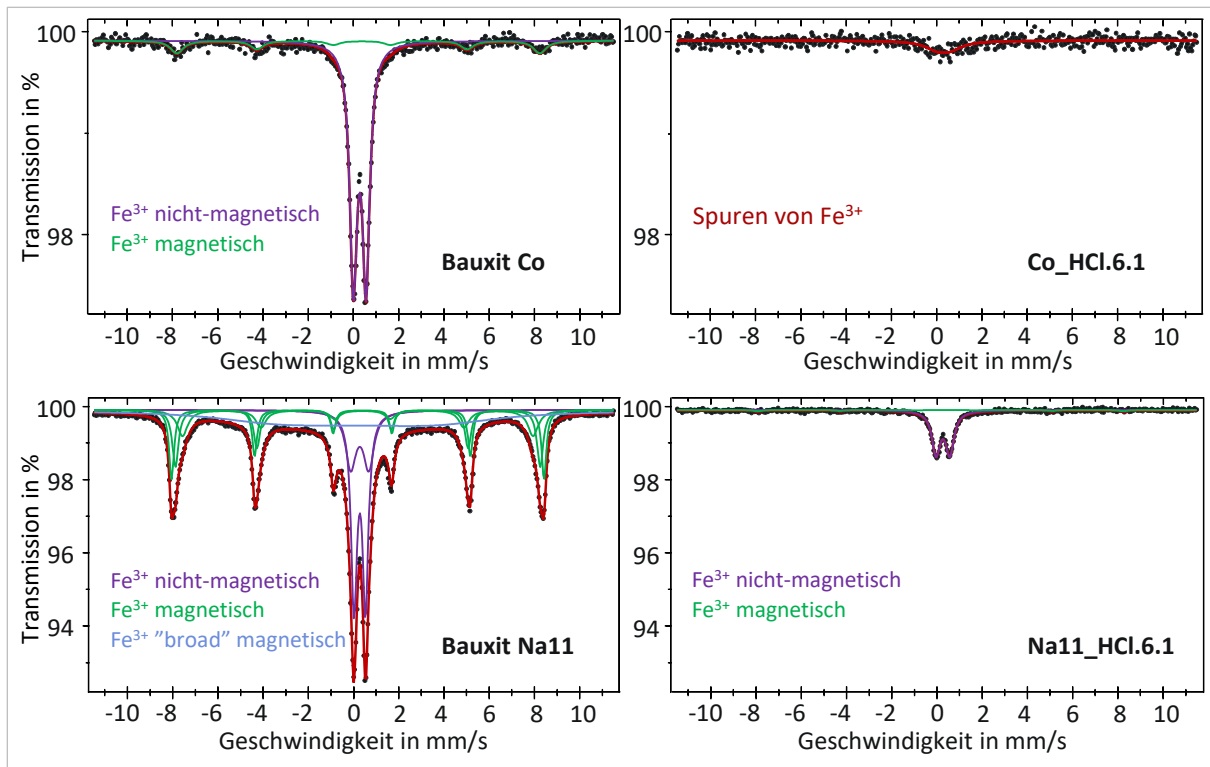 100
98
Transmission in %
Fe³⁺ nicht-magnetisch
Fe³⁺ magnetisch
Bauxit Co
-10 -8 -6 -4 -2 0 2 4 6 8 10
Geschwindigkeit in mm/s
100
98
Spuren von Fe³⁺
Co_HCl.6.1
-10 -8 -6 -4 -2 0 2 4 6 8 10
Geschwindigkeit in mm/s
100
98
96
94
Transmission in %
Fe³⁺ nicht-magnetisch
Fe³⁺ magnetisch
Fe³⁺ ”broad” magnetisch
Bauxit Na11
-10 -8 -6 -4 -2 0 2 4 6 8 10
Geschwindigkeit in mm/s
100
98
96
94
Fe³⁺ nicht-magnetisch
Fe³⁺ magnetisch
Na11_HCl.6.1
-10 -8 -6 -4 -2 0 2 4 6 8 10
Geschwindigkeit in mm/s